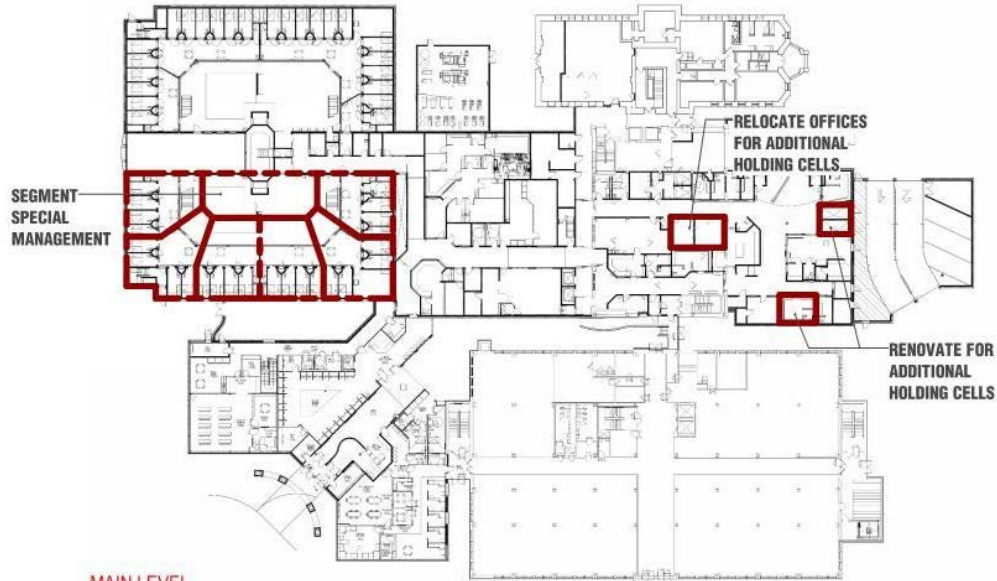 RELOCATE OFFICES
FOR ADDITIONAL
HOLDING CELLS
SEGMENT
SPECIAL
MANAGEMENT
RENOVATE FOR
ADDITIONAL
HOLDING CELLS
MAIN LEVEL